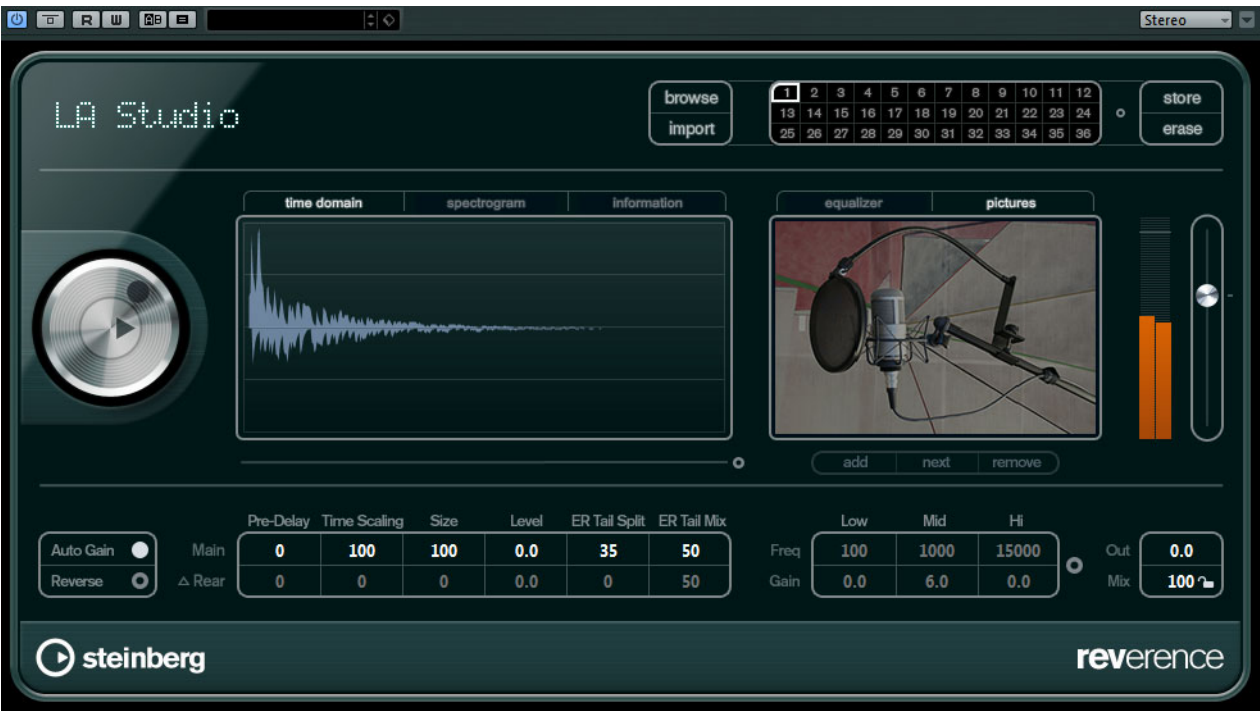 R W AB Stereo
LA Studio
browse
import
1 2 3 4 5 6 7 8 9 10 11 12
13 14 15 16 17 18 19 20 21 22 23 24
25 26 27 28 29 30 31 32 33 34 35 36
store
erase
time domain spectrogram information
equalizer pictures
add next remove
Pre-Delay Time Scaling Size Level ER Tail Split ER Tail Mix Low Mid Hi
Auto Gain Main 0 100 100 0.0 35 50 Freq 100 1000 15000 Out 0.0
Reverse △ Rear 0 0 0 0.0 0 50 Gain 0.0 6.0 0.0 Mix 100
steinberg reverence